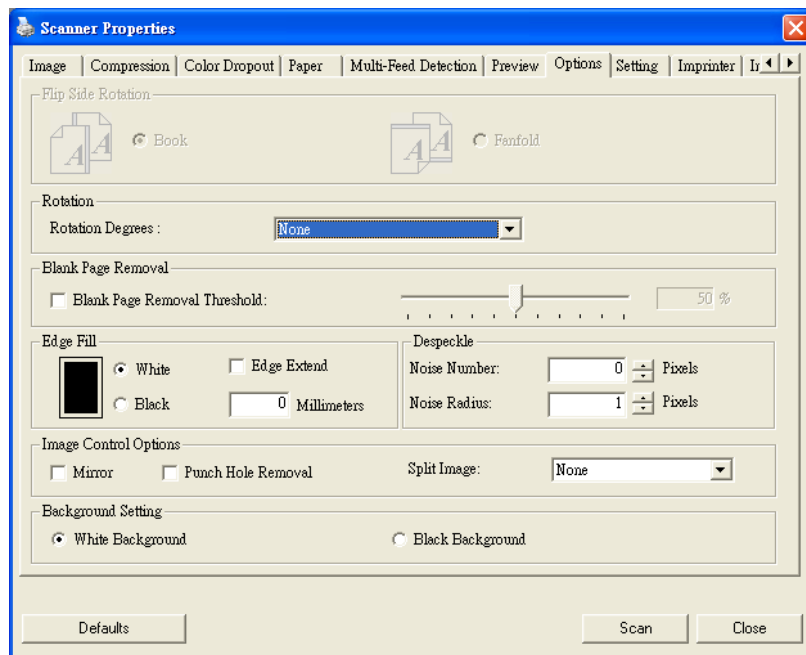 Scanner Properties
Image Compression Color Dropout Paper Multi-Feed Detection Preview Options Setting Imprinter
Flip Side Rotation
A A Book A A Fanfold
Rotation
Rotation Degrees : None
Blank Page Removal
Blank Page Removal Threshold: 50 %
Edge Fill Despeckle
White Edge Extend Noise Number: 0 Pixels
Black 0 Millimeters Noise Radius: 1 Pixels
Image Control Options
Mirror Punch Hole Removal Split Image: None
Background Setting
White Background Black Background
Defaults Scan Close